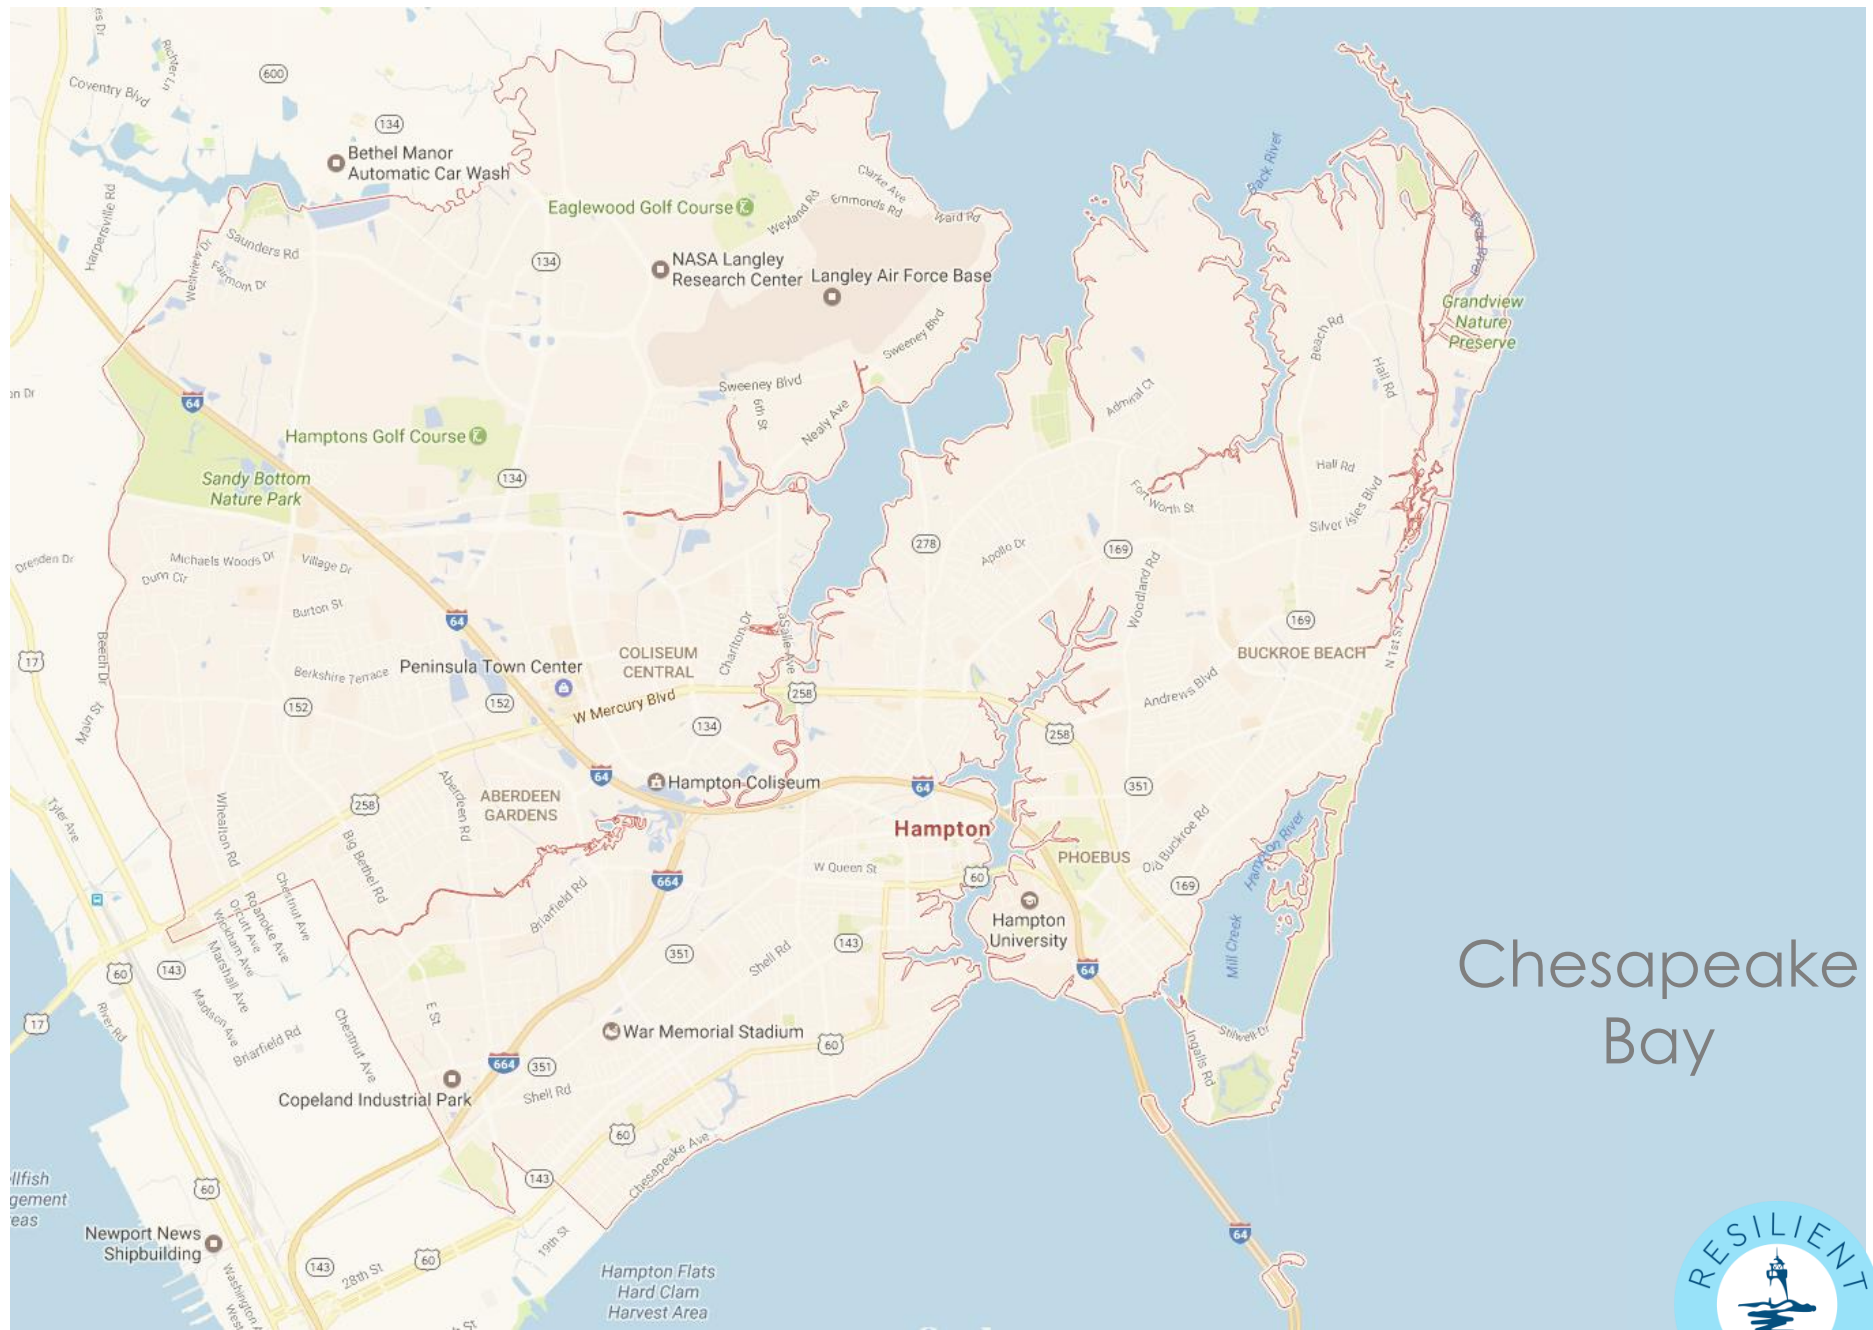 Coventry Blvd
Richter Ln
600
134
Bethel Manor
Automatic Car Wash
Harpersville Rd
Back River
Clarke Ave
Emmonds Rd
Ward Rd
Weyland Rd
Eaglewood Golf Course
Saunders Rd
Westview Dr
Fairmont Dr
134
NASA Langley
Research Center
Langley Air Force Base
Back River
Grandview
Nature
Preserve
Sweeney Blvd
Beach Rd
Hall Rd
64
Sweeney Blvd
6th St
Nealy Ave
Admiral Ct
Hamptons Golf Course
Sandy Bottom
Nature Park
134
Hall Rd
Fort Worth St
Silver Isles Blvd
278
Apollo Dr
169
Woodland Rd
Dresden Dr
Michaels Woods Dr
Village Dr
Dunn Cir
Burton St
64
169
Beech Dr
Charlton Dr
LaSalle Ave
COLISEUM
CENTRAL
BUCKROE BEACH
N 1st St
17
Berkshire Terrace
Peninsula Town Center
258
Andrews Blvd
152
152
W Mercury Blvd
134
258
Main St
64
Hampton Coliseum
64
351
Aberdeen Rd
ABERDEEN
GARDENS
258
Wheaton Rd
Big Bethel Rd
Tyler Ave
Hampton
PHOEBUS
Old Buckroe Rd
Hampton River
W Queen St
664
60
169
Chestnut Ave
Roanoke Ave
Orcutt Ave
Wickham Ave
Marshall Ave
Madison Ave
Briarfield Rd
Hampton
University
Mill Creek
Chesapeake
Bay
351
Shell Rd
143
64
60
143
17
River Rd
Briarfield Rd
Chestnut Ave
E St
War Memorial Stadium
60
Stilwell Dr
Ingalls Rd
664
351
Shell Rd
Copeland Industrial Park
60
Chesapeake Ave
143
60
19th St
64
Newport News
Shipbuilding
143
28th St
60
Hampton Flats
Hard Clam
Harvest Area
RESILIENT